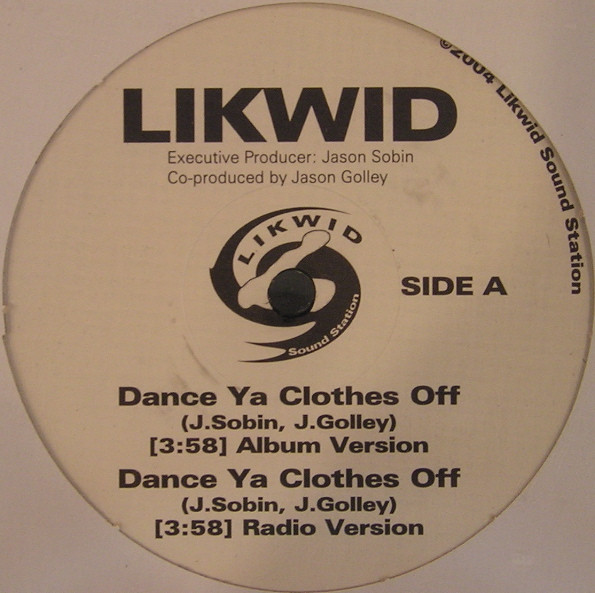 ©2004 Likwid Sound Station
LIKWID
Executive Producer: Jason Sobin
Co-produced by Jason Golley
LIKWID
Sound Station
SIDE A
Dance Ya Clothes Off
(J.Sobin, J.Golley)
[3:58] Album Version
Dance Ya Clothes Off
(J.Sobin, J.Golley)
[3:58] Radio Version